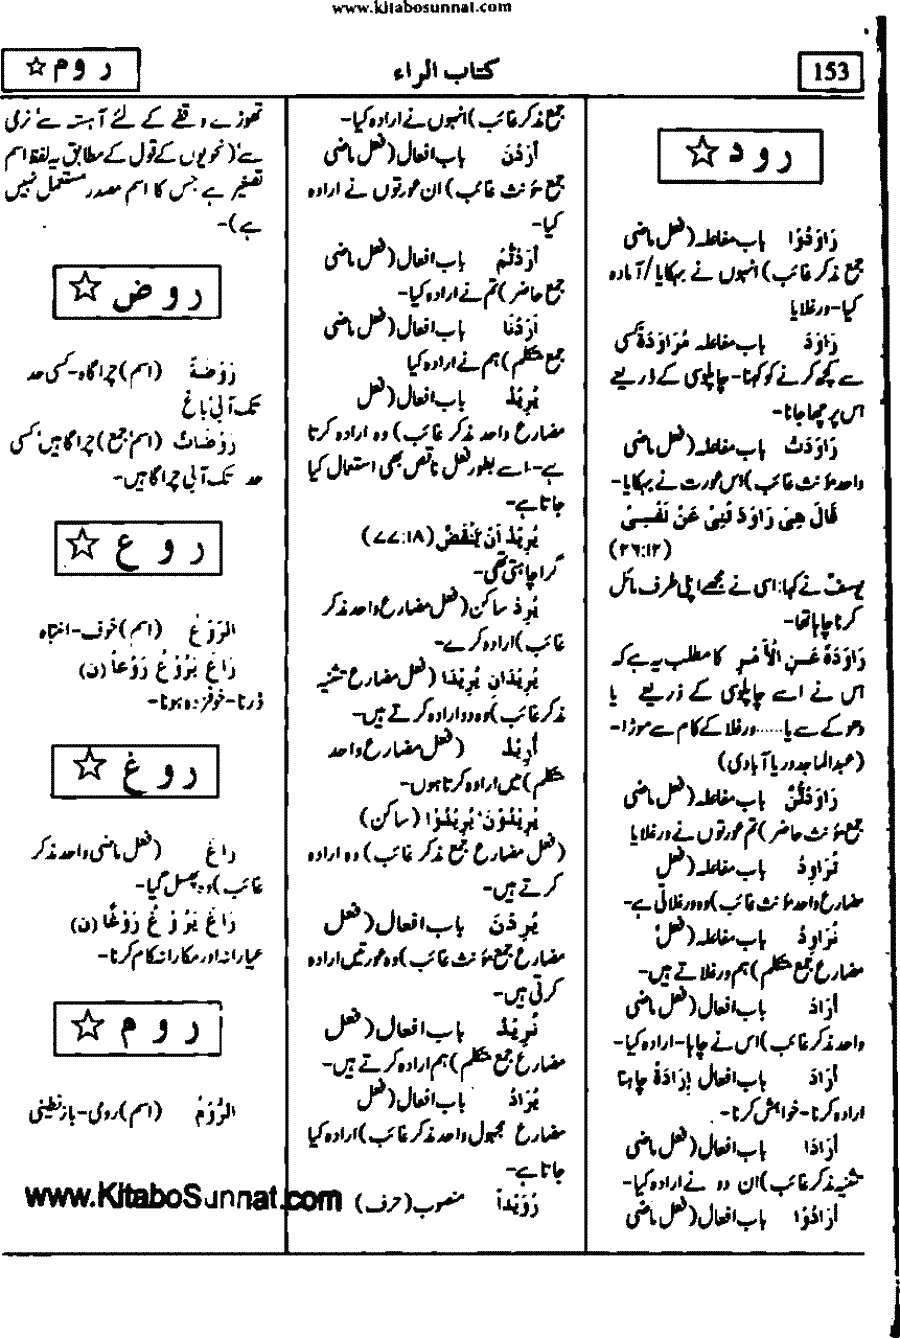 www.kitabosunnat.com
153
کتاب الراء
ر و م ☆
ر و د ☆
رَاوَدُوْا باب مفاعلہ (فعل ماضی
جمع مذکر غائب) انہوں نے بہکایا/آمادہ
کیا-ورغلایا
رَاوَدَ باب مفاعلہ مُرَاوَدَةً کسی
سے کچھ کرنے کو کہنا-چاپلوسی کے ذریعے
اس پر چھا جانا-
رَاوَدَتْ باب مفاعلہ (فعل ماضی
واحد مؤنث غائب) اس عورت نے بہکایا-
قَالَ هِىَ رَاوَدَ تْنِىْ عَنْ نَفْسِىْ
(۲۶:۱۲)
یوسفؑ نے کہا: اسی نے مجھے اپنی طرف مائل
کرنا چاہا تھا-
رَاوَدَهٗ عَنِ الْاَمْرِ کا مطلب یہ ہے کہ
اس نے اسے چاپلوسی کے ذریعے یا
دھوکے سے یا.....ورغلا کے کام سے موڑا-
(عبدالماجد دریا آبادی)
رَاوَدْتُّنَّ باب مفاعلہ (فعل ماضی
جمع مؤنث حاضر) تم عورتوں نے ورغلایا
تُرَاوِدُ باب مفاعلہ (فعل
مضارع واحد مؤنث غائب) وہ ورغلاتی ہے-
نُرَاوِدُ باب مفاعلہ (فعل
مضارع جمع متکلم) ہم ورغلاتے ہیں-
اَرَادَ باب افعال (فعل ماضی
واحد مذکر غائب) اس نے چاہا-ارادہ کیا-
اَرَادَ باب افعال اِرَادَةً چاہنا
ارادہ کرنا-خواہش کرنا-
اَرَادَا باب افعال (فعل ماضی
تثنیہ مذکر غائب) ان دو نے ارادہ کیا-
اَرَادُوْا باب افعال (فعل ماضی
جمع مذکر غائب) انہوں نے ارادہ کیا-
اَرَدْنَ باب افعال (فعل ماضی
جمع مؤنث غائب) ان عورتوں نے ارادہ
کیا-
اَرَدْتُّمْ باب افعال (فعل ماضی
جمع حاضر) تم نے ارادہ کیا-
اَرَدْنَا باب افعال (فعل ماضی
جمع متکلم) ہم نے ارادہ کیا
يُرِيْدُ باب افعال (فعل
مضارع واحد مذکر غائب) وہ ارادہ کرتا
ہے-اسے بطور فعل ناقص بھی استعمال کیا
جاتا ہے-
يُرِيْدُ اَنْ يَّنْقَضَّ (۷۷:۱۸)
گرا چاہتی تھی-
يُرِدْ ساکن (فعل مضارع واحد مذکر
غائب) ارادہ کرے-
يُرِيْدَانِ يُرِيْدَا (فعل مضارع تثنیہ
مذکر غائب) وہ دو ارادہ کرتے ہیں-
اُرِيْدُ (فعل مضارع واحد
متکلم) میں ارادہ کرتا ہوں-
يُرِيْدُوْنَ' يُرِيْدُوْا (ساکن)
(فعل مضارع جمع مذکر غائب) وہ ارادہ
کرتے ہیں-
يُرِدْنَ باب افعال (فعل
مضارع جمع مؤنث غائب) وہ عورتیں ارادہ
کرتی ہیں-
نُرِيْدُ باب افعال (فعل
مضارع جمع متکلم) ہم ارادہ کرتے ہیں-
يُرَادُ باب افعال (فعل
مضارع مجہول واحد مذکر غائب) ارادہ کیا
جاتا ہے-
رُوَيْداً منصوب (حرف)
تھوڑے وقفے کے لئے آہستہ سے' نرمی
سے' (نحویوں کے قول کے مطابق یہ لفظ اسم
تصغیر ہے جس کا اسم مصدر مستعمل نہیں
ہے)-
ر و ض ☆
رَوْضَةٌ (اسم) چراگاہ-کسی حد
تک آبی باغ
رَوْضَاتٌ (اسم' جمع) چراگاہیں' کسی
حد تک آبی چراگاہیں-
ر و ع ☆
الرَّوْعُ (اسم) خوف-انتباہ
رَاعَ يَرُوْعُ رَوْعاً (ن)
ڈرنا-خوفزدہ ہونا-
ر و غ ☆
رَاغَ (فعل ماضی واحد مذکر
غائب) وہ پھسل گیا-
رَاغَ يَرُوْغُ رَوْغًا (ن)
عیارانہ اور مکارانہ کام کرنا-
ر و م ☆
الرُّوْمُ (اسم) رومی-بازنطینی
www.KitaboSunnat.com